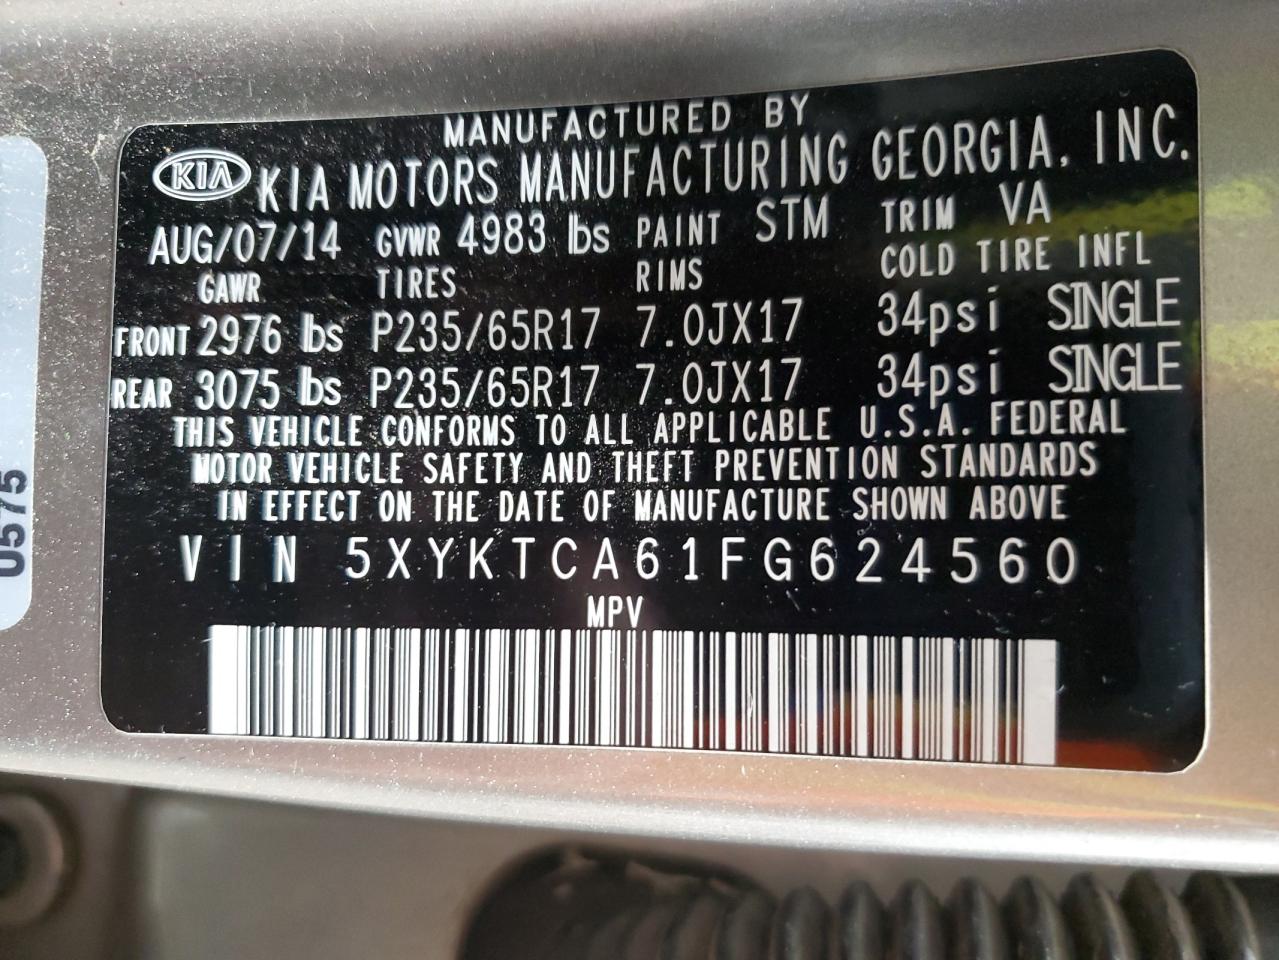 MANUFACTURED BY
KIA KIA MOTORS MANUFACTURING GEORGIA, INC.
AUG/07/14 GVWR 4983 lbs PAINT STM TRIM VA
GAWR TIRES RIMS COLD TIRE INFL
FRONT 2976 lbs P235/65R17 7.0JX17 34psi SINGLE
REAR 3075 lbs P235/65R17 7.0JX17 34psi SINGLE
THIS VEHICLE CONFORMS TO ALL APPLICABLE U.S.A. FEDERAL
MOTOR VEHICLE SAFETY AND THEFT PREVENTION STANDARDS
IN EFFECT ON THE DATE OF MANUFACTURE SHOWN ABOVE
VIN 5XYKTCA61FG624560
MPV
0575